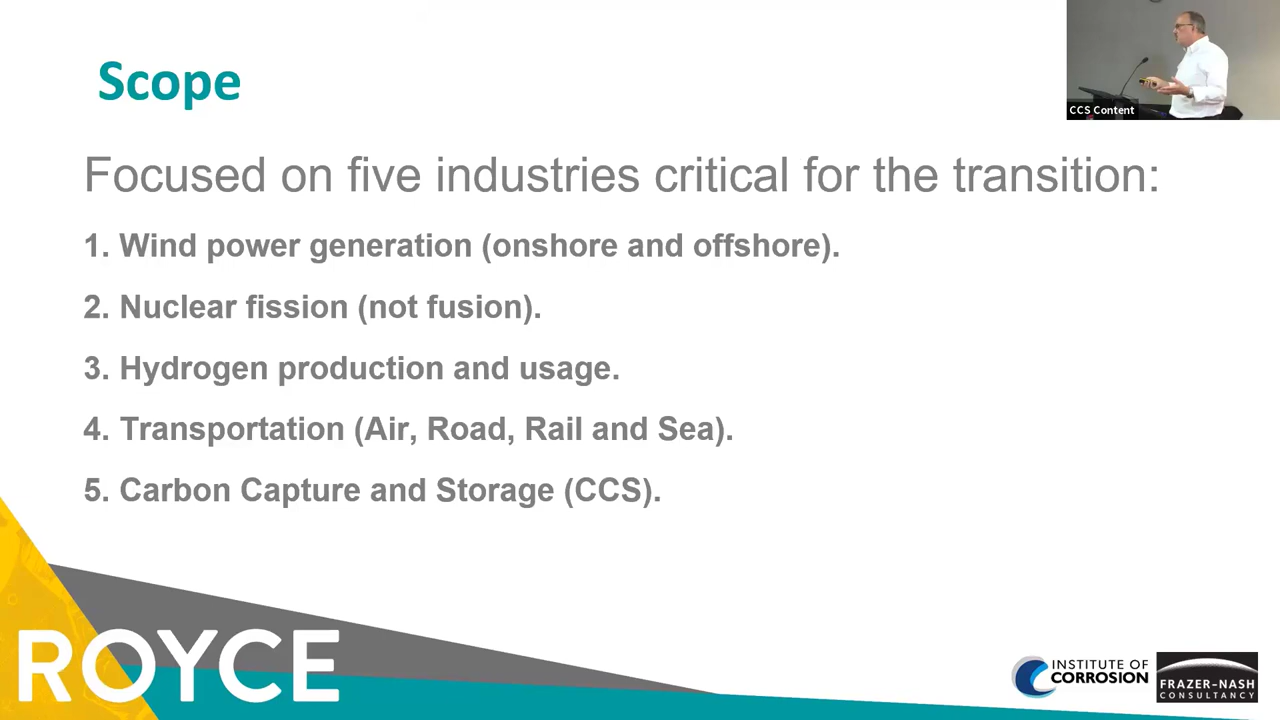 Scope
CCS Content
Focused on five industries critical for the transition:
1. Wind power generation (onshore and offshore).
2. Nuclear fission (not fusion).
3. Hydrogen production and usage.
4. Transportation (Air, Road, Rail and Sea).
5. Carbon Capture and Storage (CCS).
ROYCE
INSTITUTE OF
CORROSION
FRAZER-NASH
CONSULTANCY